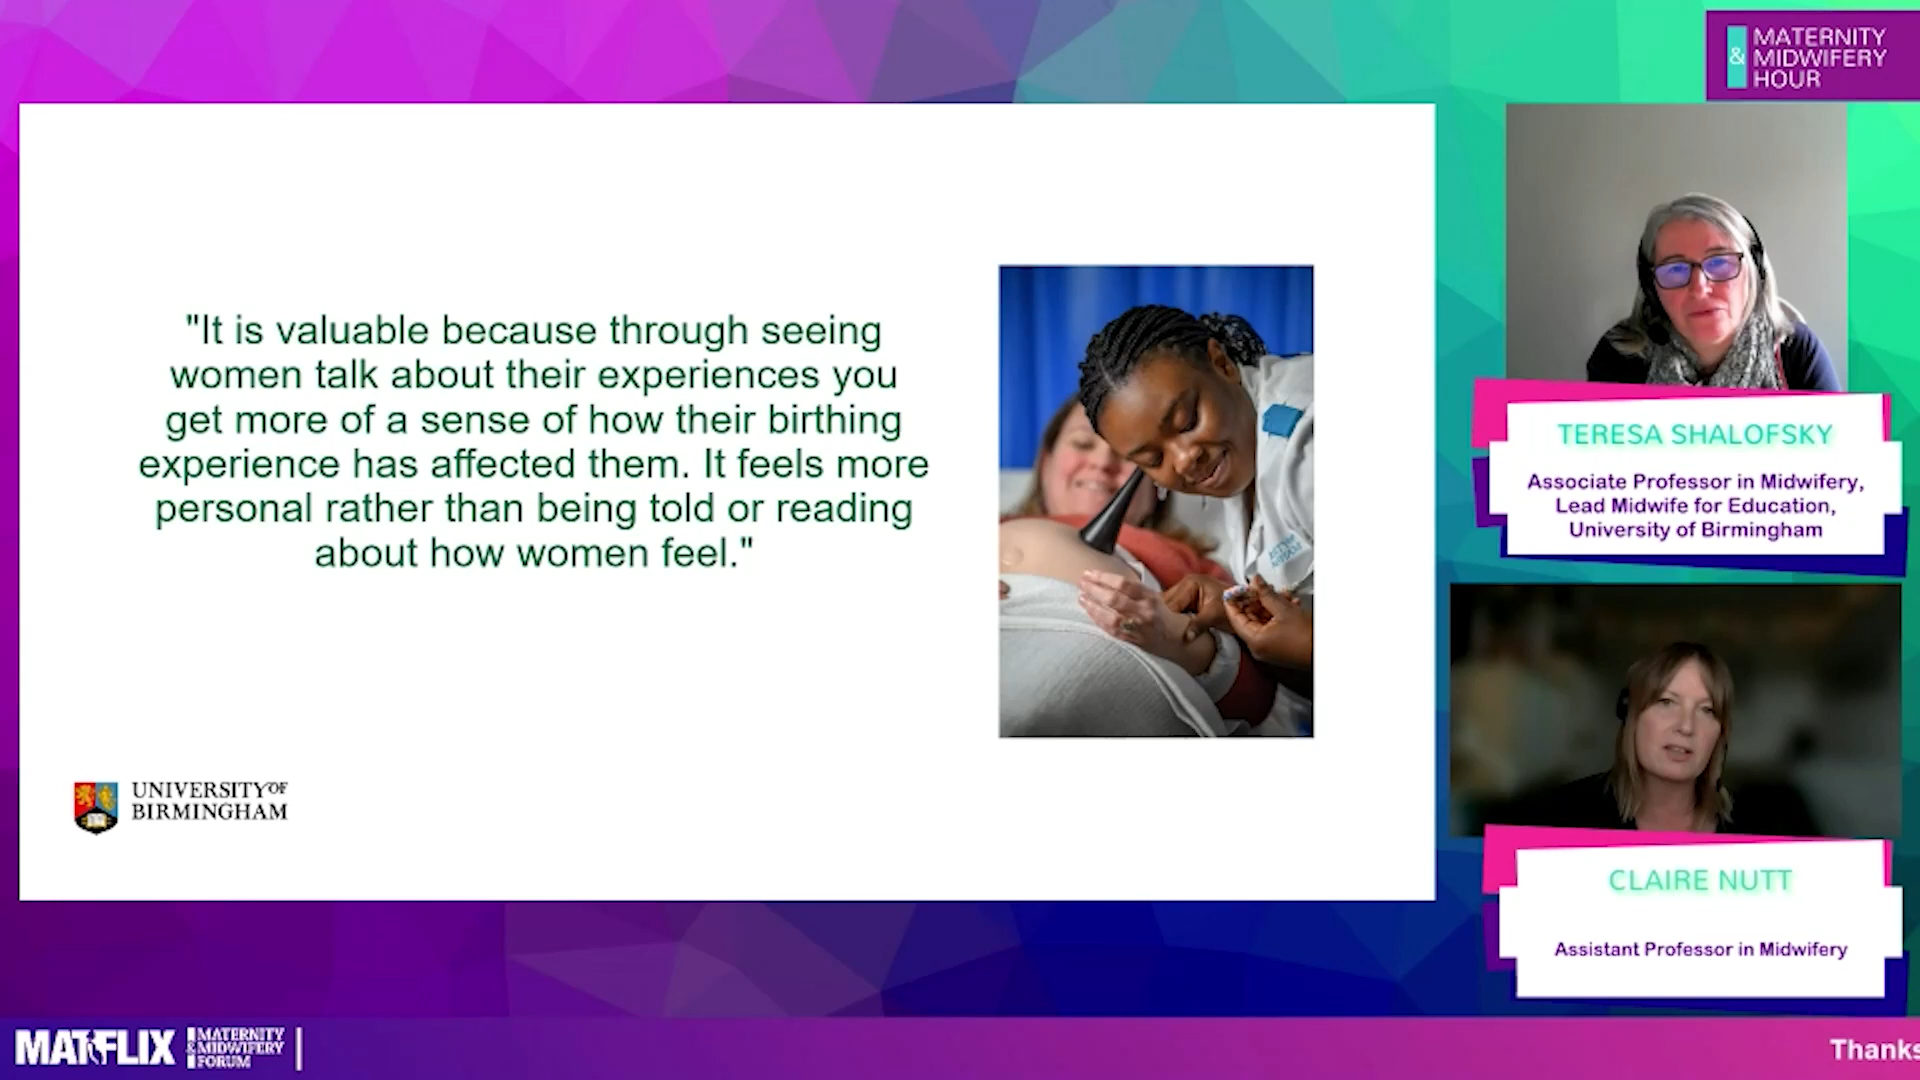 &
MATERNITY
MIDWIFERY
HOUR
"It is valuable because through seeing
women talk about their experiences you
get more of a sense of how their birthing
experience has affected them. It feels more
personal rather than being told or reading
about how women feel."
UNIVERSITY OF
BIRMINGHAM
TERESA SHALOFSKY
Associate Professor in Midwifery,
Lead Midwife for Education,
University of Birmingham
CLAIRE NUTT
Assistant Professor in Midwifery
MATFLIX
MATERNITY
&MIDWIFERY
FORUM
Thanks